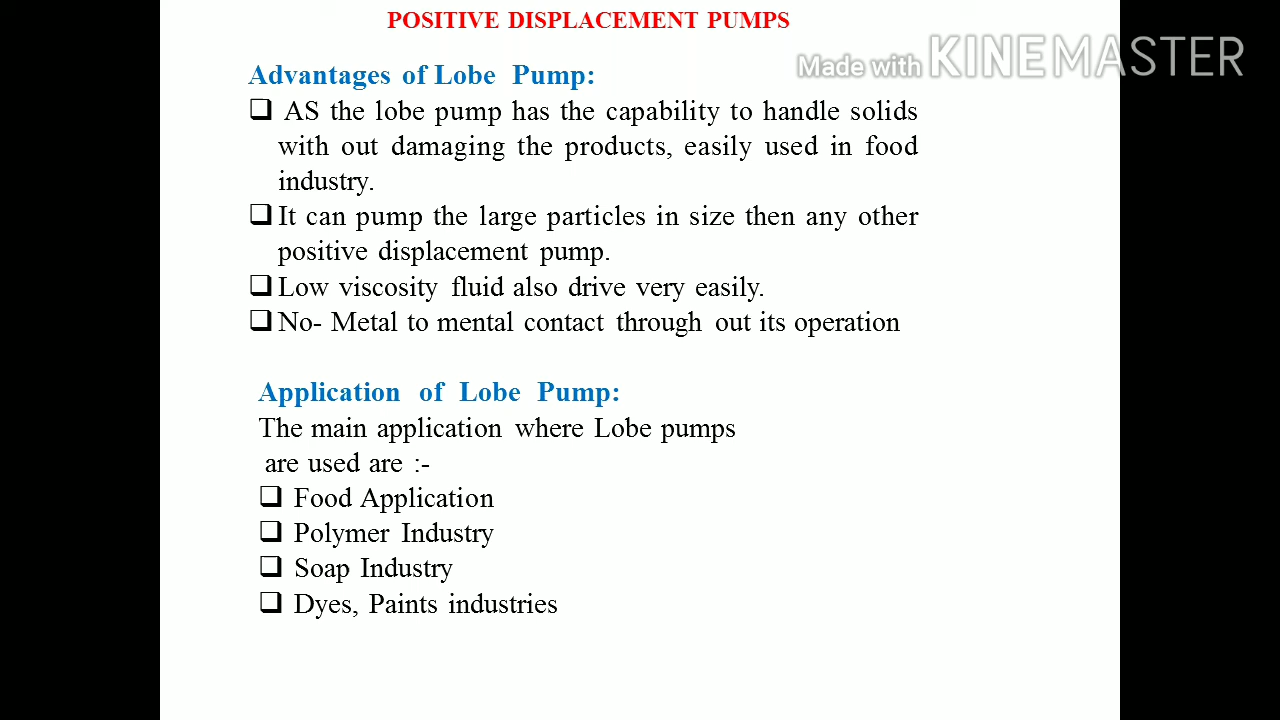 POSITIVE DISPLACEMENT PUMPS
Made with KINEMASTER
Advantages of Lobe Pump:
AS the lobe pump has the capability to handle solids
with out damaging the products, easily used in food
industry.
It can pump the large particles in size then any other
positive displacement pump.
Low viscosity fluid also drive very easily.
No- Metal to mental contact through out its operation
Application of Lobe Pump:
The main application where Lobe pumps
are used are :-
Food Application
Polymer Industry
Soap Industry
Dyes, Paints industries